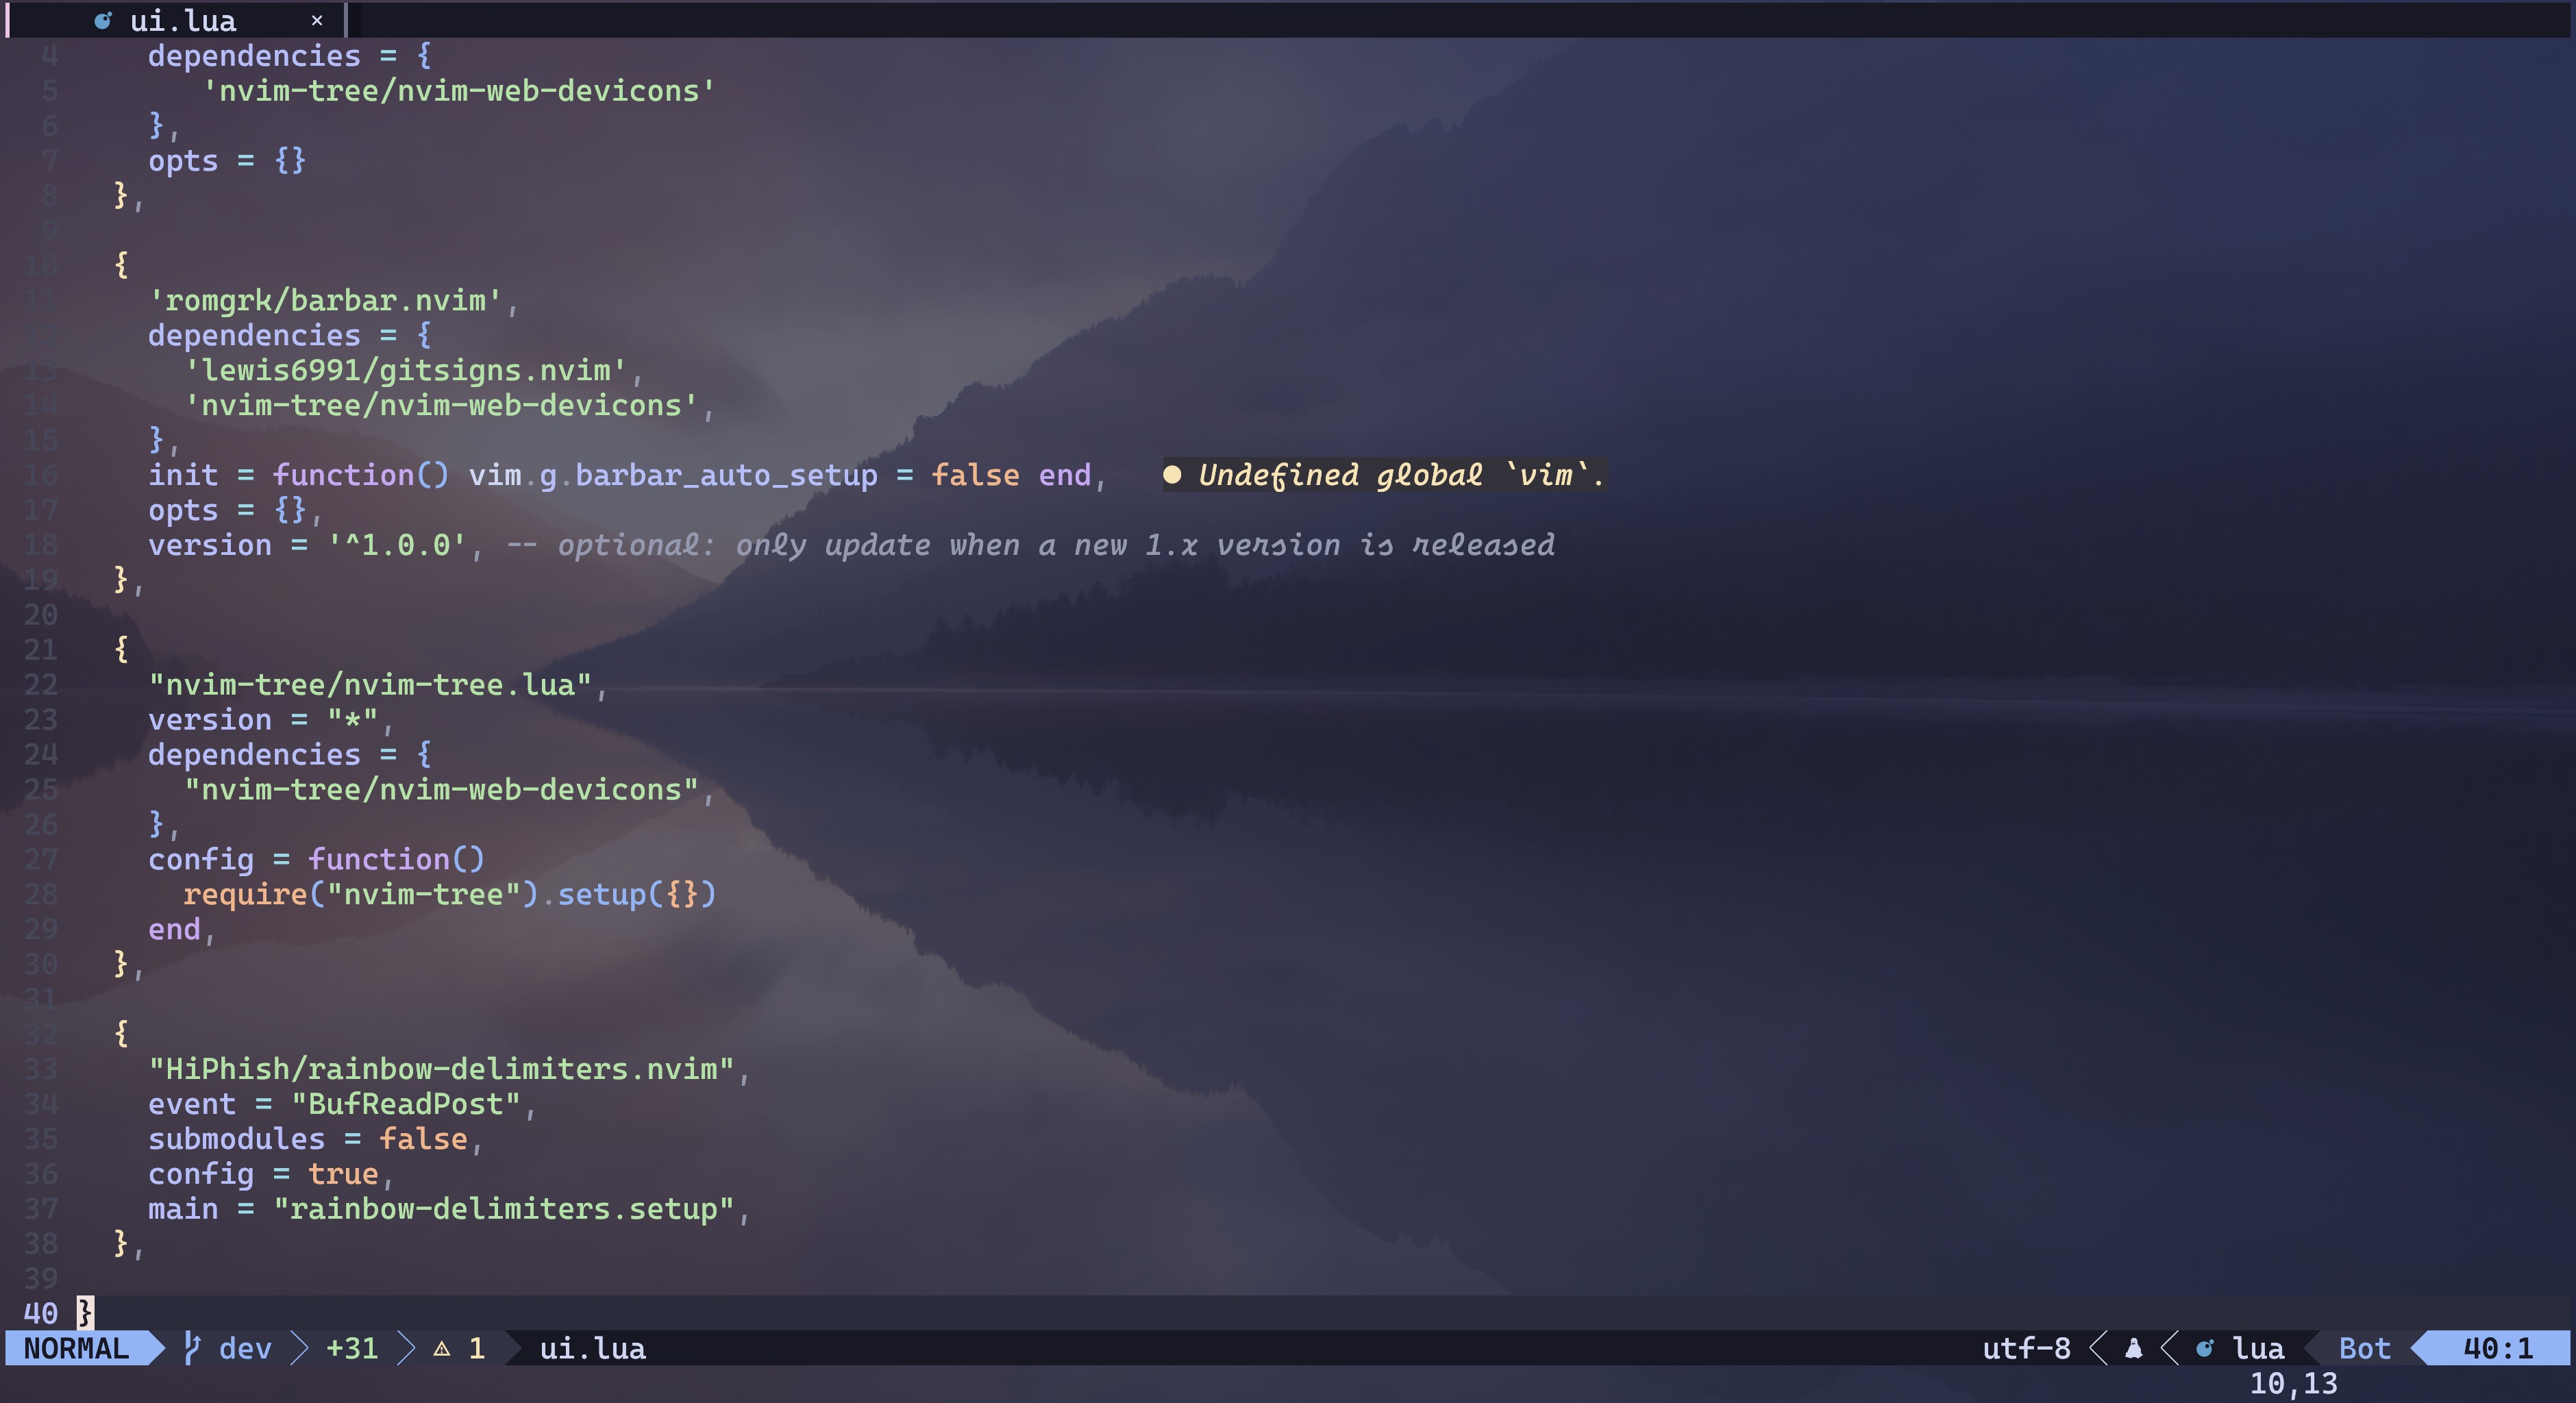 ui.lua ×
4 dependencies = {
5 'nvim-tree/nvim-web-devicons'
6 },
7 opts = {}
8 },
9
10 {
11 'romgrk/barbar.nvim',
12 dependencies = {
13 'lewis6991/gitsigns.nvim',
14 'nvim-tree/nvim-web-devicons',
15 },
16 init = function() vim.g.barbar_auto_setup = false end, ● Undefined global `vim`.
17 opts = {},
18 version = '^1.0.0', -- optional: only update when a new 1.x version is released
19 },
20
21 {
22 "nvim-tree/nvim-tree.lua",
23 version = "*",
24 dependencies = {
25 "nvim-tree/nvim-web-devicons",
26 },
27 config = function()
28 require("nvim-tree").setup({})
29 end,
30 },
31
32 {
33 "HiPhish/rainbow-delimiters.nvim",
34 event = "BufReadPost",
35 submodules = false,
36 config = true,
37 main = "rainbow-delimiters.setup",
38 },
39
40 }
NORMAL dev +31 ⚠ 1 ui.lua utf-8 lua Bot 40:1
10,13